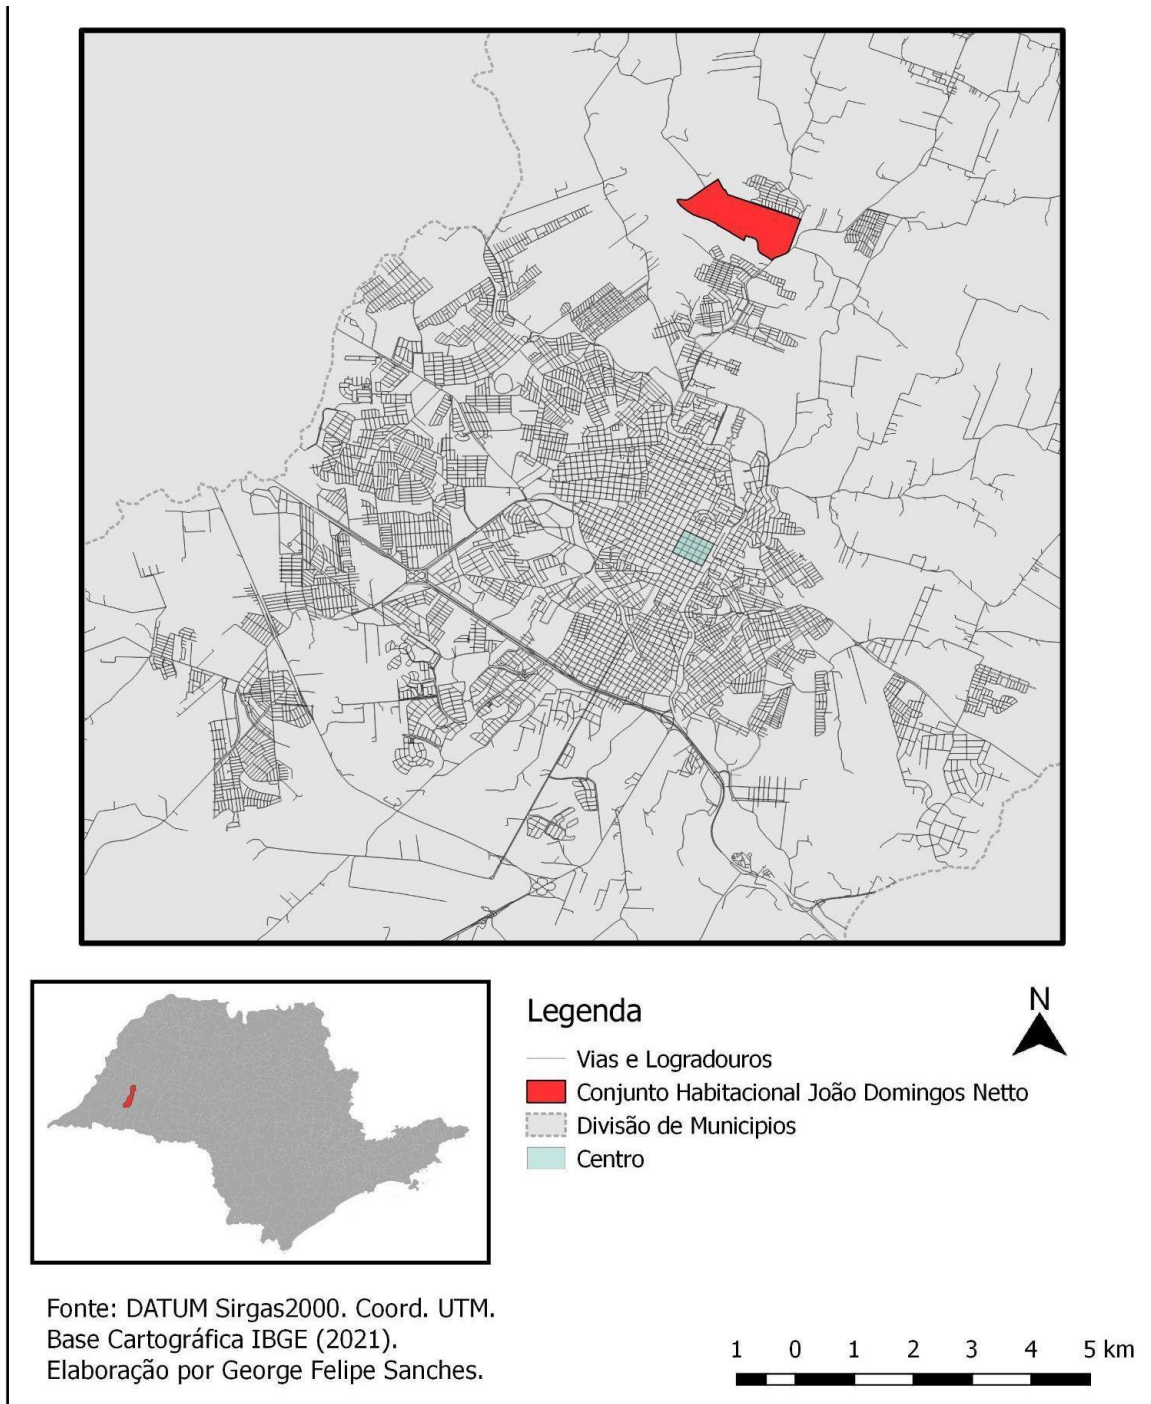 Legenda
N
Vias e Logradouros
Conjunto Habitacional João Domingos Netto
Divisão de Municipios
Centro
Fonte: DATUM Sirgas2000. Coord. UTM.
Base Cartográfica IBGE (2021).
Elaboração por George Felipe Sanches.
1 0 1 2 3 4 5 km